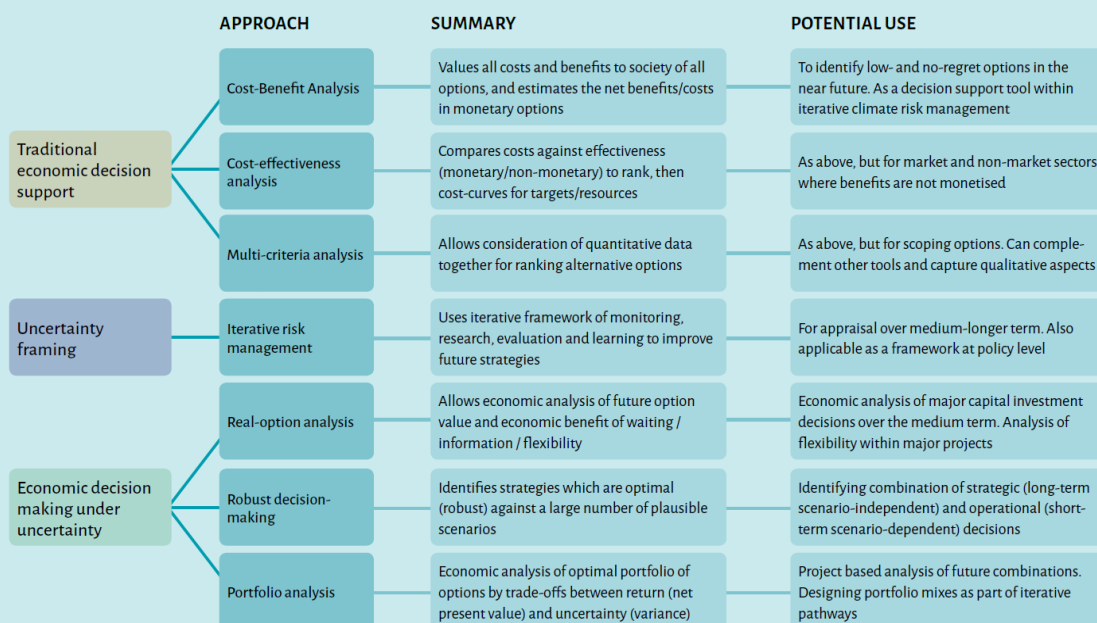 APPROACH
SUMMARY
POTENTIAL USE
Traditional
economic decision
support
Cost-Benefit Analysis
Values all costs and benefits to society of all
options, and estimates the net benefits/costs
in monetary options
To identify low- and no-regret options in the
near future. As a decision support tool within
iterative climate risk management
Cost-effectiveness
analysis
Compares costs against effectiveness
(monetary/non-monetary) to rank, then
cost-curves for targets/resources
As above, but for market and non-market sectors
where benefits are not monetised
Multi-criteria analysis
Allows consideration of quantitative data
together for ranking alternative options
As above, but for scoping options. Can comple-
ment other tools and capture qualitative aspects
Uncertainty
framing
Iterative risk
management
Uses iterative framework of monitoring,
research, evaluation and learning to improve
future strategies
For appraisal over medium-longer term. Also
applicable as a framework at policy level
Economic decision
making under
uncertainty
Real-option analysis
Allows economic analysis of future option
value and economic benefit of waiting /
information / flexibility
Economic analysis of major capital investment
decisions over the medium term. Analysis of
flexibility within major projects
Robust decision-
making
Identifies strategies which are optimal
(robust) against a large number of plausible
scenarios
Identifying combination of strategic (long-term
scenario-independent) and operational (short-
term scenario-dependent) decisions
Portfolio analysis
Economic analysis of optimal portfolio of
options by trade-offs between return (net
present value) and uncertainty (variance)
Project based analysis of future combinations.
Designing portfolio mixes as part of iterative
pathways